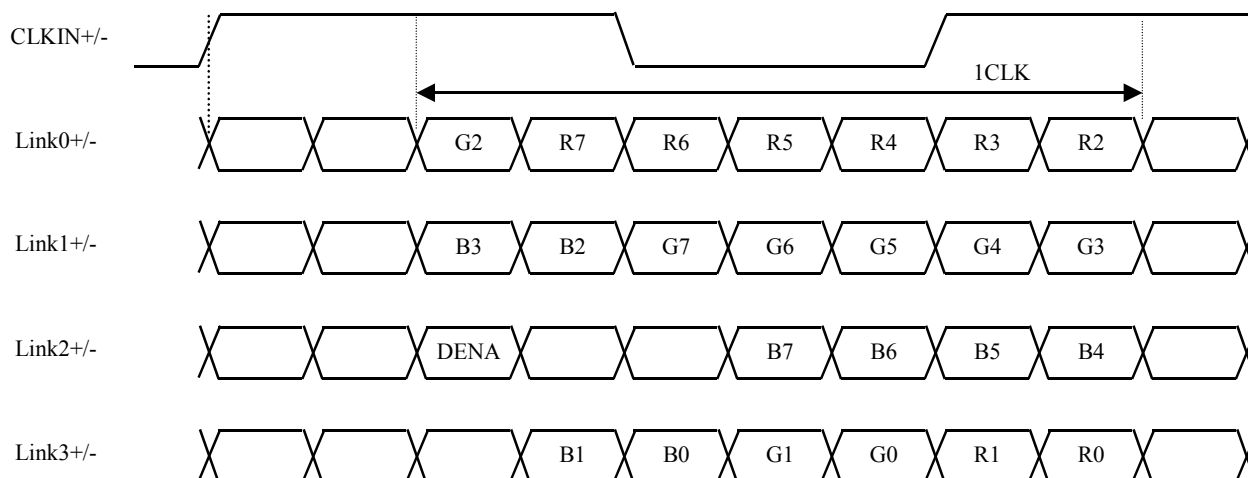 CLKIN+/-
1CLK
Link0+/- G2 R7 R6 R5 R4 R3 R2
Link1+/- B3 B2 G7 G6 G5 G4 G3
Link2+/- DENA B7 B6 B5 B4
Link3+/- B1 B0 G1 G0 R1 R0